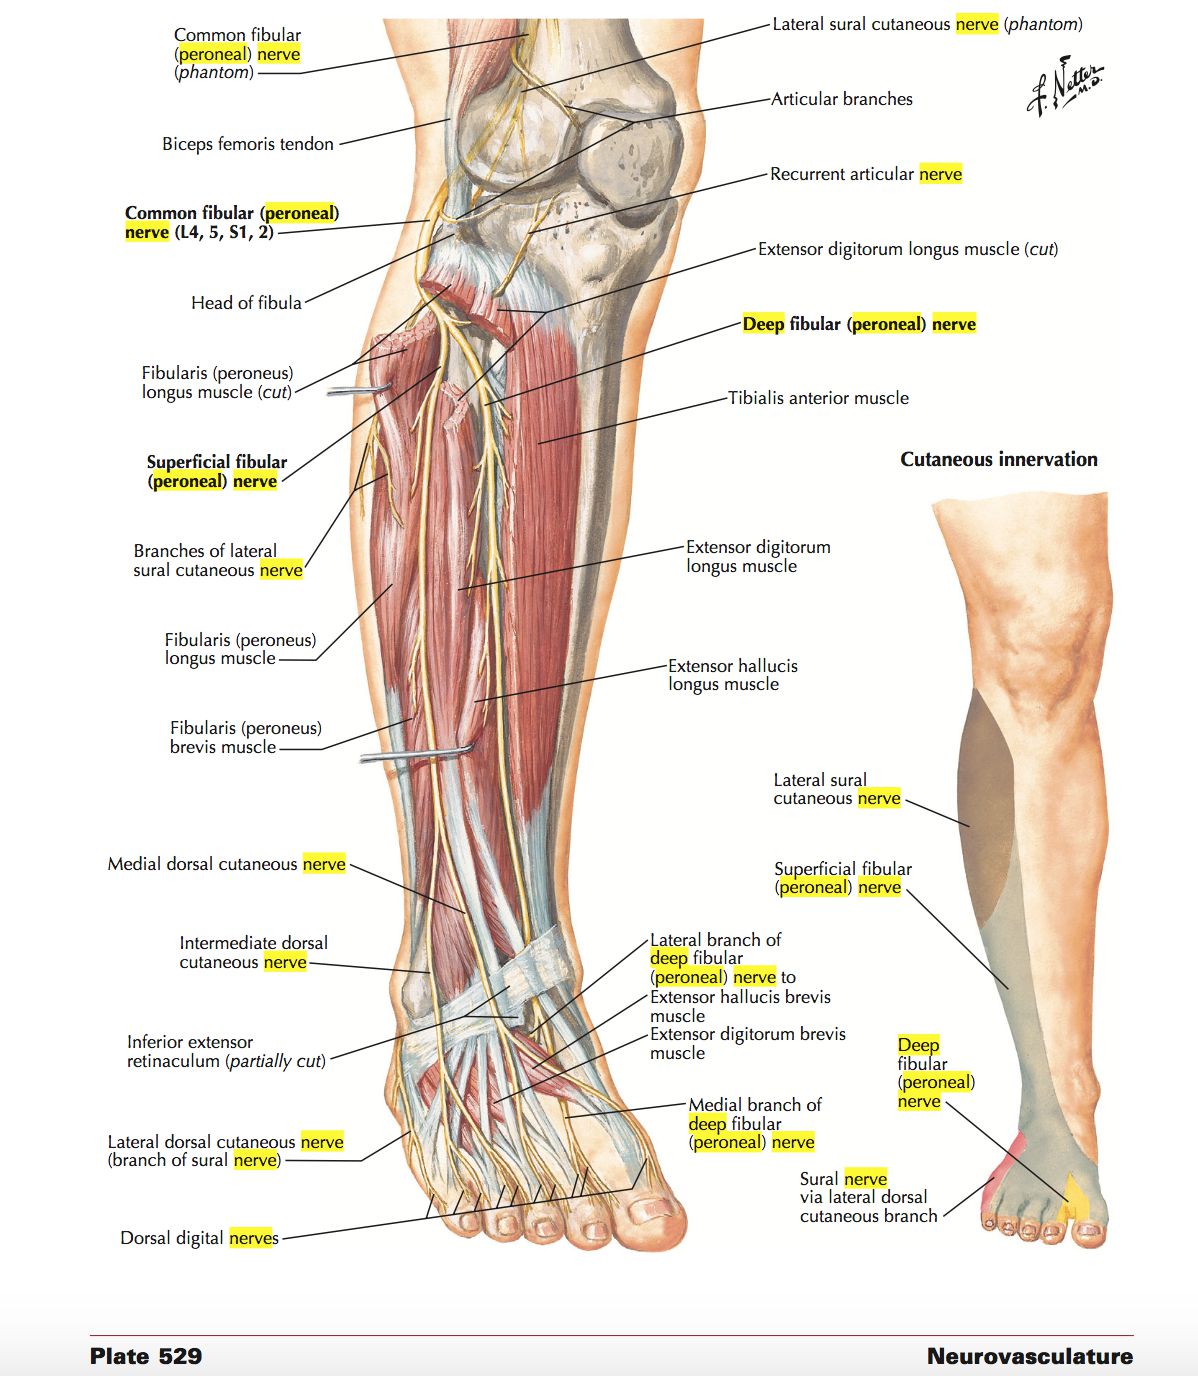 Common fibular
(peroneal) nerve
(phantom)
Lateral sural cutaneous nerve (phantom)
F. Netter
M.D.
Articular branches
Biceps femoris tendon
Recurrent articular nerve
Common fibular (peroneal)
nerve (L4, 5, S1, 2)
Extensor digitorum longus muscle (cut)
Head of fibula
Deep fibular (peroneal) nerve
Fibularis (peroneus)
longus muscle (cut)
Tibialis anterior muscle
Superficial fibular
(peroneal) nerve
Cutaneous innervation
Branches of lateral
sural cutaneous nerve
Extensor digitorum
longus muscle
Fibularis (peroneus)
longus muscle
Extensor hallucis
longus muscle
Fibularis (peroneus)
brevis muscle
Lateral sural
cutaneous nerve
Medial dorsal cutaneous nerve
Superficial fibular
(peroneal) nerve
Intermediate dorsal
cutaneous nerve
Lateral branch of
deep fibular
(peroneal) nerve to
Extensor hallucis brevis
muscle
Extensor digitorum brevis
muscle
Inferior extensor
retinaculum (partially cut)
Deep
fibular
(peroneal)
nerve
Medial branch of
deep fibular
(peroneal) nerve
Lateral dorsal cutaneous nerve
(branch of sural nerve)
Sural nerve
via lateral dorsal
cutaneous branch
Dorsal digital nerves
Plate 529
Neurovasculature